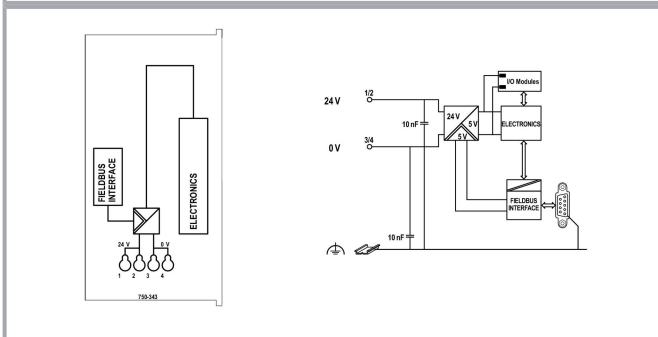 FIELDBUS
INTERFACE
ELECTRONICS
24 V
0 V
1
2
3
4
750-343
24 V
1/2
0 V
3/4
10 nF
10 nF
24 V
5 V
5 V
I/O Modules
ELECTRONICS
FIELDBUS
INTERFACE